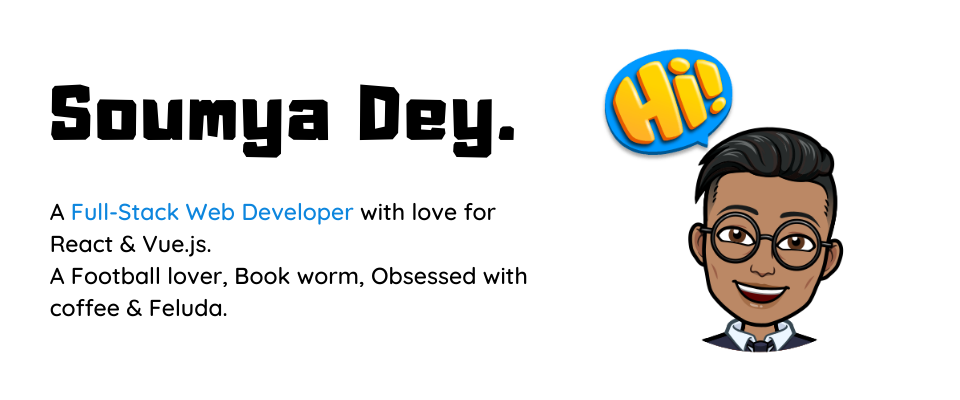 Soumya Dey.
Hi!
A Full-Stack Web Developer with love for
React & Vue.js.
A Football lover, Book worm, Obsessed with
coffee & Feluda.